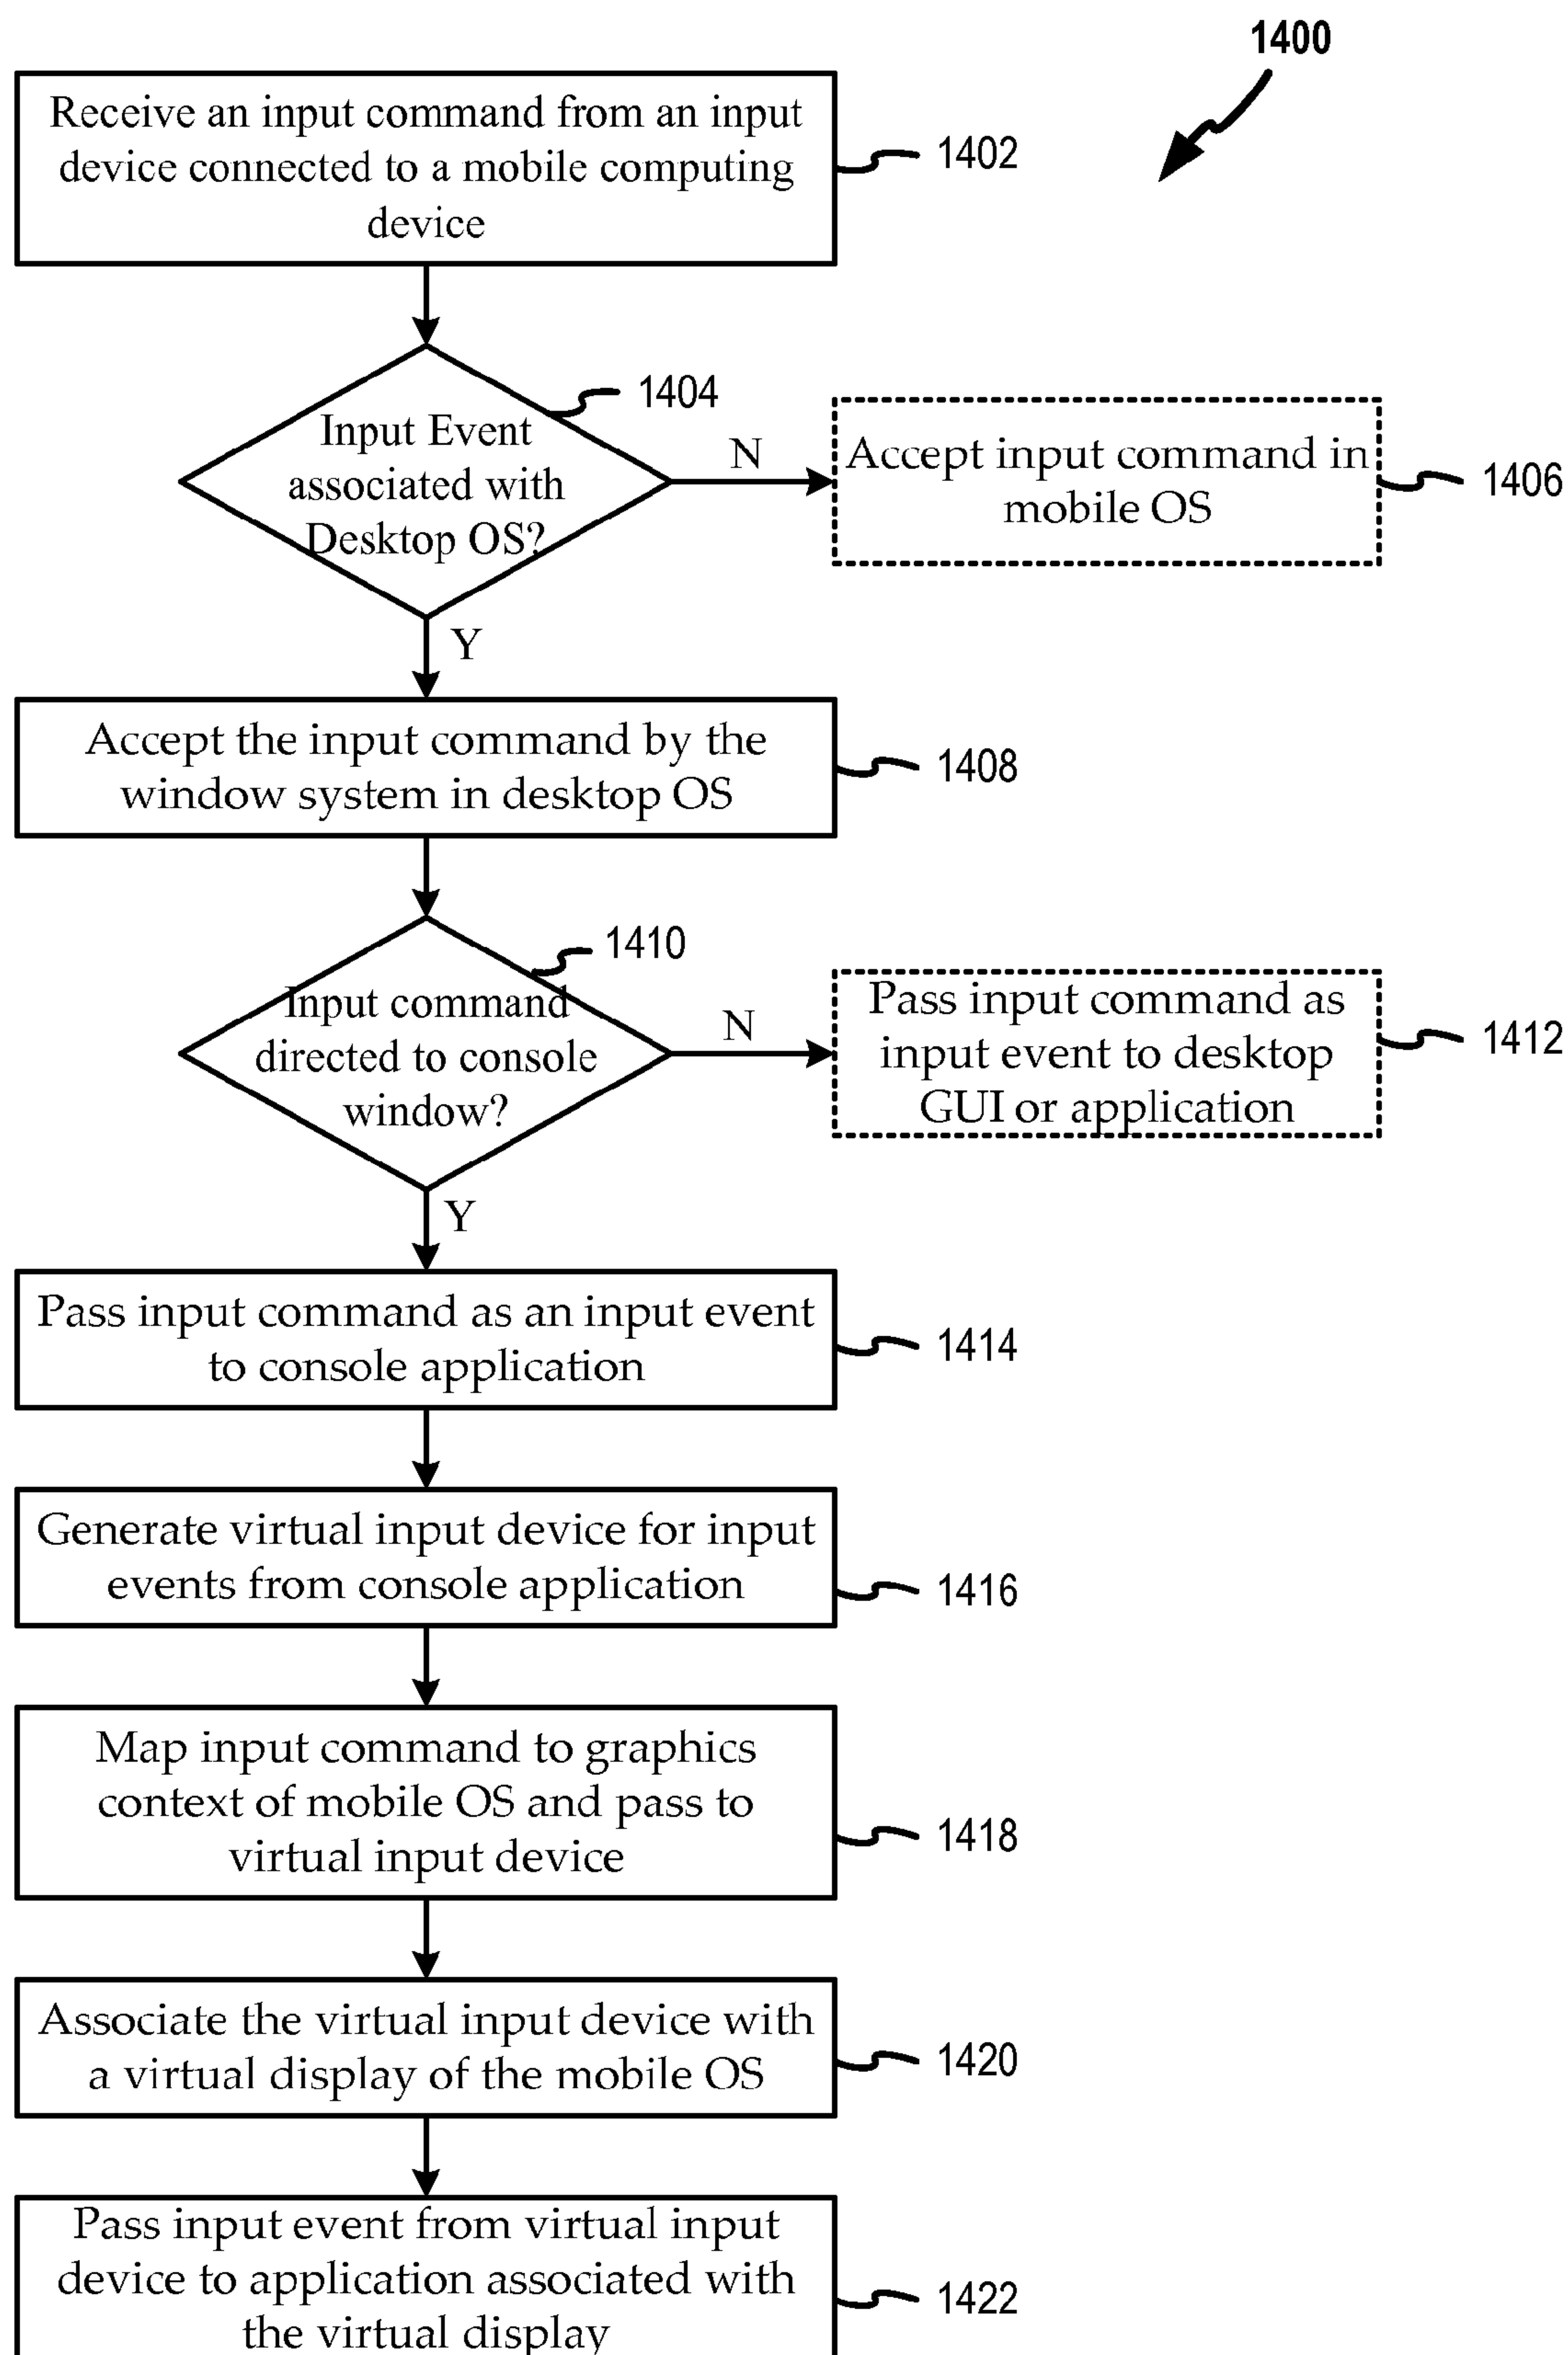 1400
Receive an input command from an input
device connected to a mobile computing
device
1402
1404
Input Event
associated with
Desktop OS?
N
Accept input command in
mobile OS
1406
Y
Accept the input command by the
window system in desktop OS
1408
1410
Input command
directed to console
window?
N
Pass input command as
input event to desktop
GUI or application
1412
Y
Pass input command as an input event
to console application
1414
Generate virtual input device for input
events from console application
1416
Map input command to graphics
context of mobile OS and pass to
virtual input device
1418
Associate the virtual input device with
a virtual display of the mobile OS
1420
Pass input event from virtual input
device to application associated with
the virtual display
1422